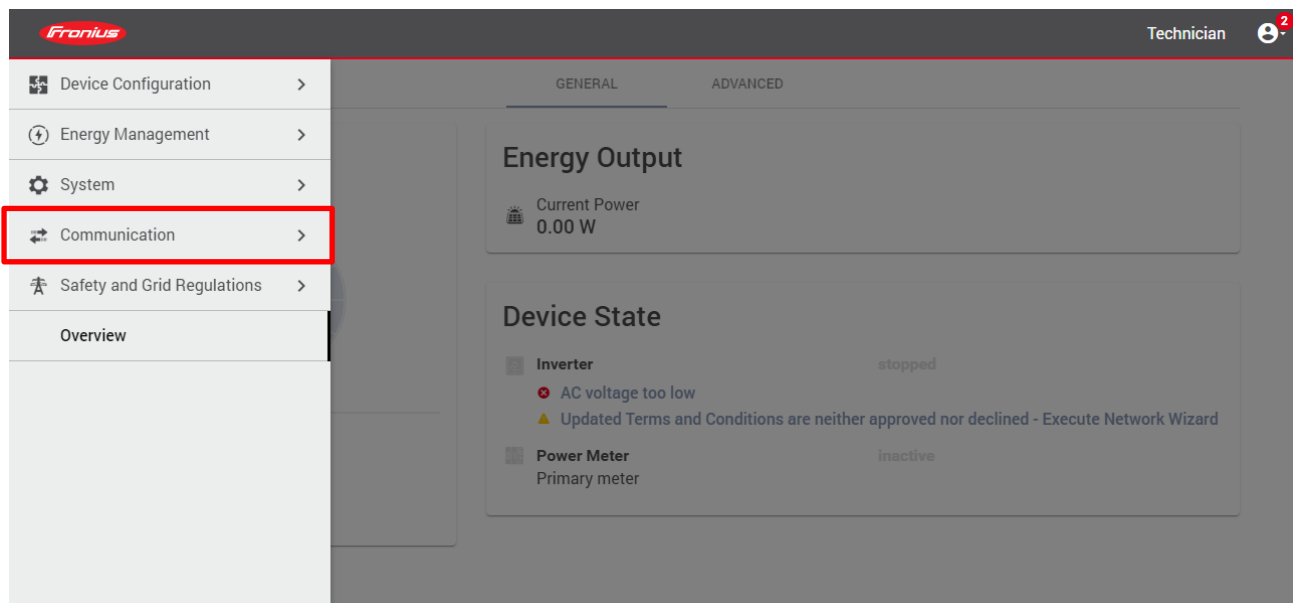 Fronius
Technician
2
Device Configuration
Energy Management
System
Communication
Safety and Grid Regulations
Overview
GENERAL
ADVANCED
Energy Output
Current Power
0.00 W
Device State
Inverter
stopped
AC voltage too low
Updated Terms and Conditions are neither approved nor declined - Execute Network Wizard
Power Meter
inactive
Primary meter